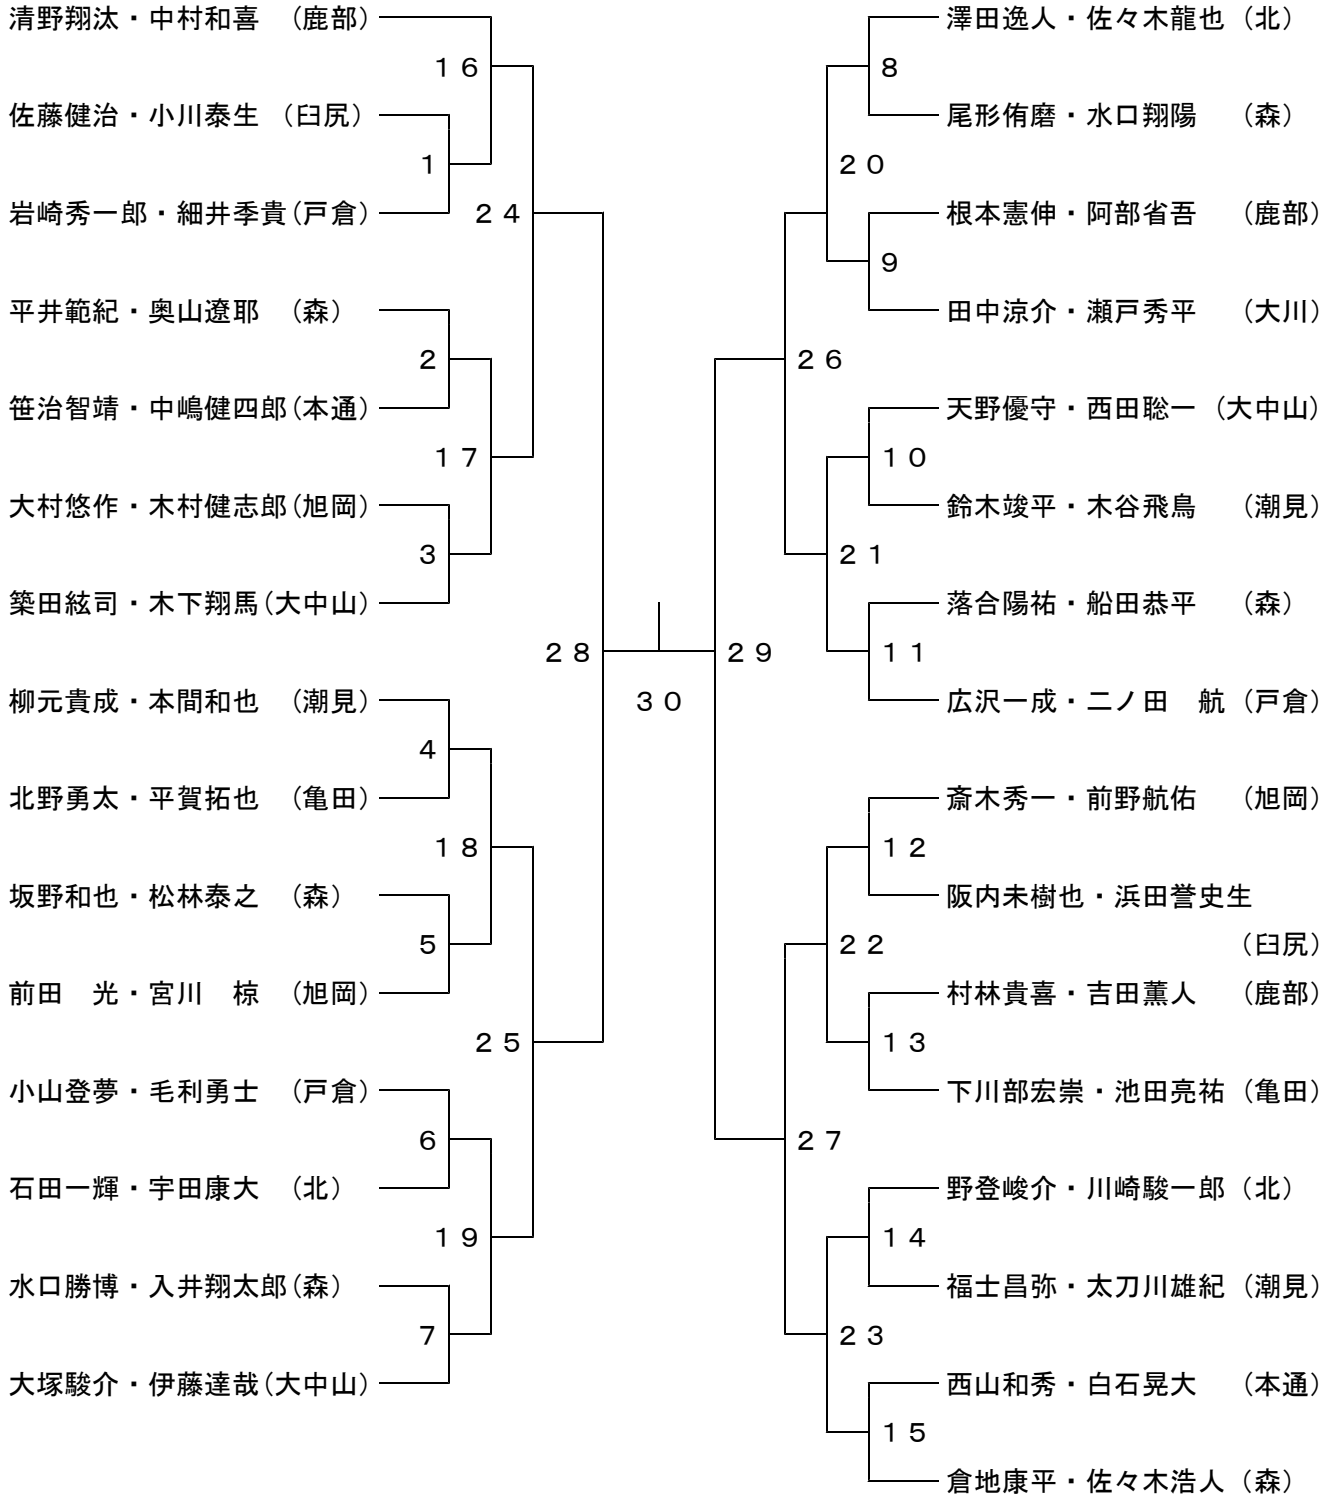 清野翔汰・中村和喜　（鹿部）
１６
佐藤健治・小川泰生　（臼尻）
１
岩崎秀一郎・細井季貴（戸倉）
２４
平井範紀・奥山遼耶　（森）
２
笹治智靖・中嶋健四郎（本通）
１７
大村悠作・木村健志郎（旭岡）
３
築田絃司・木下翔馬（大中山）
２８
柳元貴成・本間和也　（潮見）
４
北野勇太・平賀拓也　（亀田）
１８
坂野和也・松林泰之　（森）
５
前田　光・宮川　椋　（旭岡）
２５
小山登夢・毛利勇士　（戸倉）
６
石田一輝・宇田康大　（北）
１９
水口勝博・入井翔太郎（森）
７
大塚駿介・伊藤達哉（大中山）
３０
澤田逸人・佐々木龍也（北）
８
尾形侑磨・水口翔陽　（森）
２０
根本憲伸・阿部省吾　（鹿部）
９
田中涼介・瀬戸秀平　（大川）
２６
天野優守・西田聡一（大中山）
１０
鈴木竣平・木谷飛鳥　（潮見）
２１
落合陽祐・船田恭平　（森）
１１
２９
広沢一成・二ノ田　航（戸倉）
斎木秀一・前野航佑　（旭岡）
１２
阪内未樹也・浜田誉史生
２２
（臼尻）
村林貴喜・吉田薫人　（鹿部）
１３
下川部宏崇・池田亮祐（亀田）
２７
野登峻介・川崎駿一郎（北）
１４
福士昌弥・太刀川雄紀（潮見）
２３
西山和秀・白石晃大　（本通）
１５
倉地康平・佐々木浩人（森）